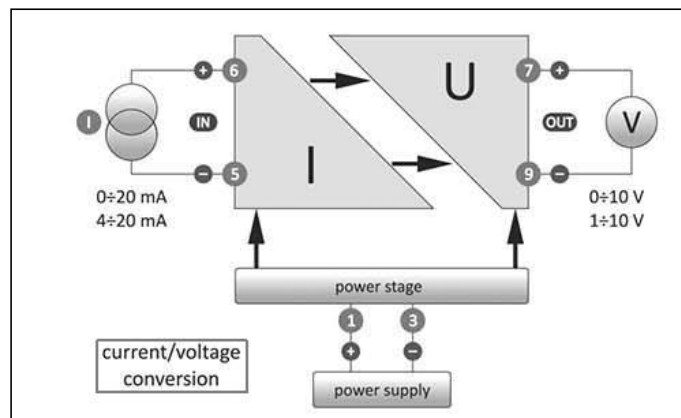 + 6
I
IN
- 5
0÷20 mA
4÷20 mA
I
U
7 +
V
OUT
9 -
0÷10 V
1÷10 V
power stage
1 3
+ -
power supply
current/voltage
conversion